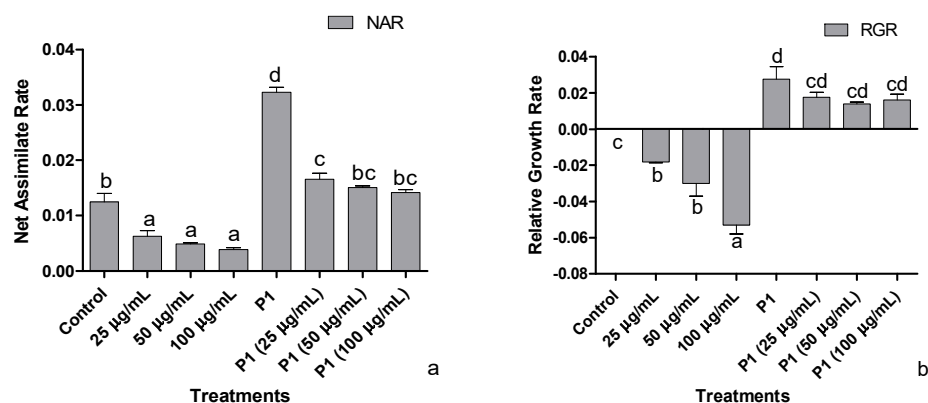 NAR
Net Assimilate Rate
0.04
0.03
0.02
0.01
0.00
b
a
a
a
d
c
bc
bc
Control
25 µg/mL
50 µg/mL
100 µg/mL
P1
P1 (25 µg/mL)
P1 (50 µg/mL)
P1 (100 µg/mL)
Treatments
a
RGR
Relative Growth Rate
0.04
0.02
0.00
-0.02
-0.04
-0.06
-0.08
c
b
b
a
d
cd
cd
cd
Control
25 µg/mL
50 µg/mL
100 µg/mL
P1
P1 (25 µg/mL)
P1 (50 µg/mL)
P1 (100 µg/mL)
Treatments
b